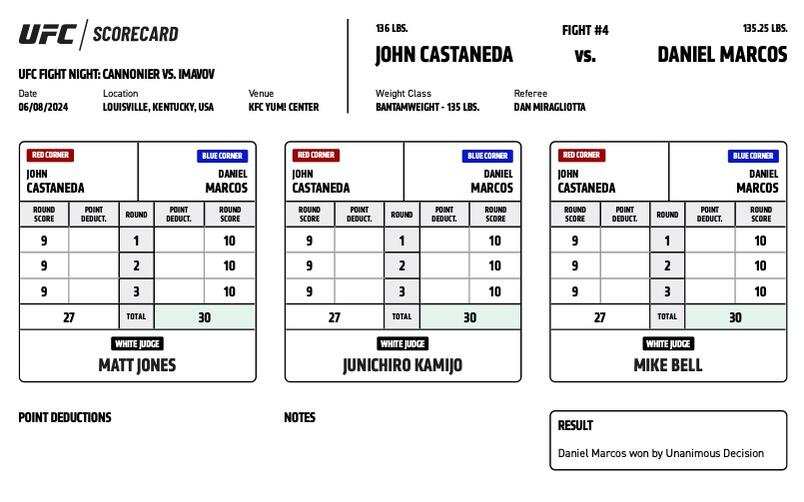 UFC / SCORECARD
UFC FIGHT NIGHT: CANNONIER VS. IMAVOV
Date Location Venue
06/08/2024 LOUISVILLE, KENTUCKY, USA KFC YUM! CENTER
136 LBS. FIGHT #4 135.25 LBS.
JOHN CASTANEDA VS. DANIEL MARCOS
Weight Class Referee
BANTAMWEIGHT - 135 LBS. DAN MIRAGLIOTTA
RED CORNER BLUE CORNER
JOHN DANIEL
CASTANEDA MARCOS
ROUND SCORE POINT DEDUCT. ROUND POINT DEDUCT. ROUND SCORE
9 1 10
9 2 10
9 3 10
27 TOTAL 30
WHITE JUDGE
MATT JONES
RED CORNER BLUE CORNER
JOHN DANIEL
CASTANEDA MARCOS
ROUND SCORE POINT DEDUCT. ROUND POINT DEDUCT. ROUND SCORE
9 1 10
9 2 10
9 3 10
27 TOTAL 30
WHITE JUDGE
JUNICHIRO KAMIJO
RED CORNER BLUE CORNER
JOHN DANIEL
CASTANEDA MARCOS
ROUND SCORE POINT DEDUCT. ROUND POINT DEDUCT. ROUND SCORE
9 1 10
9 2 10
9 3 10
27 TOTAL 30
WHITE JUDGE
MIKE BELL
POINT DEDUCTIONS
NOTES
RESULT
Daniel Marcos won by Unanimous Decision